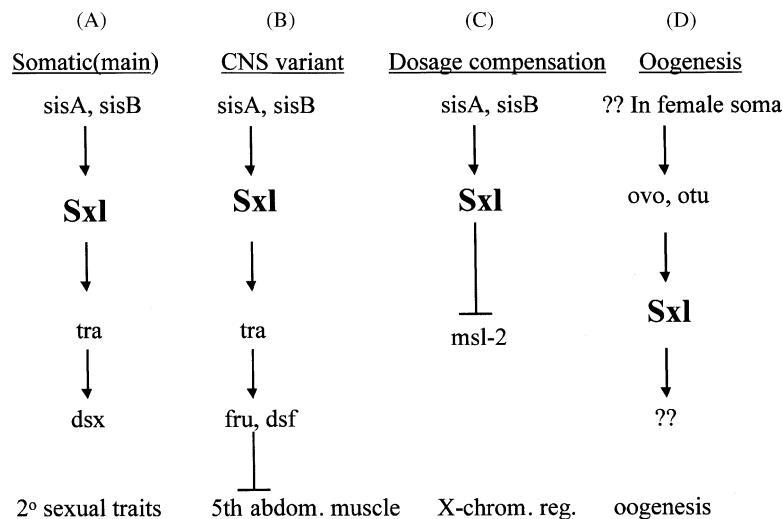 (A) (B) (C) (D)
Somatic(main) CNS variant Dosage compensation Oogenesis
sisA, sisB sisA, sisB sisA, sisB ?? In female soma
Sxl Sxl Sxl ovo, otu
tra tra msl-2 Sxl
dsx fru, dsf ??
2º sexual traits 5th abdom. muscle X-chrom. reg. oogenesis